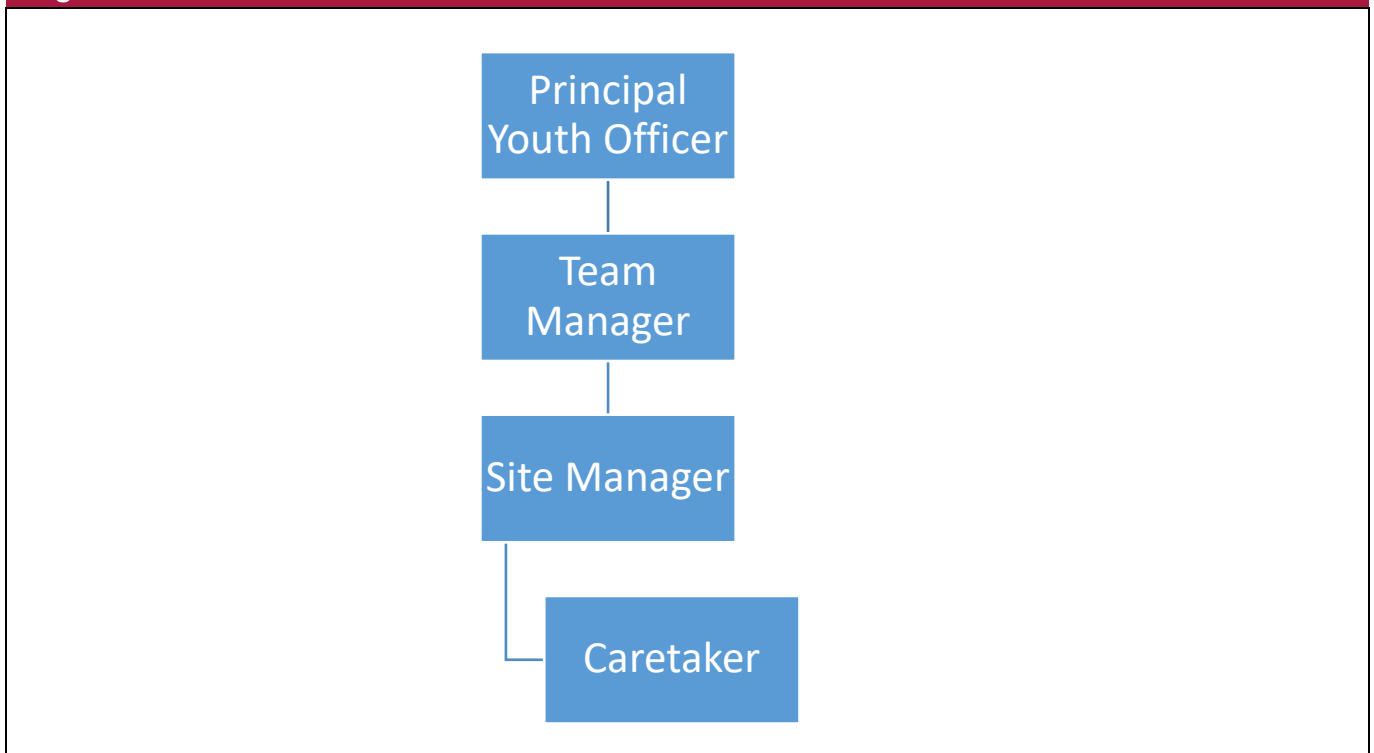 Principal
Youth Officer
Team
Manager
Site Manager
Caretaker